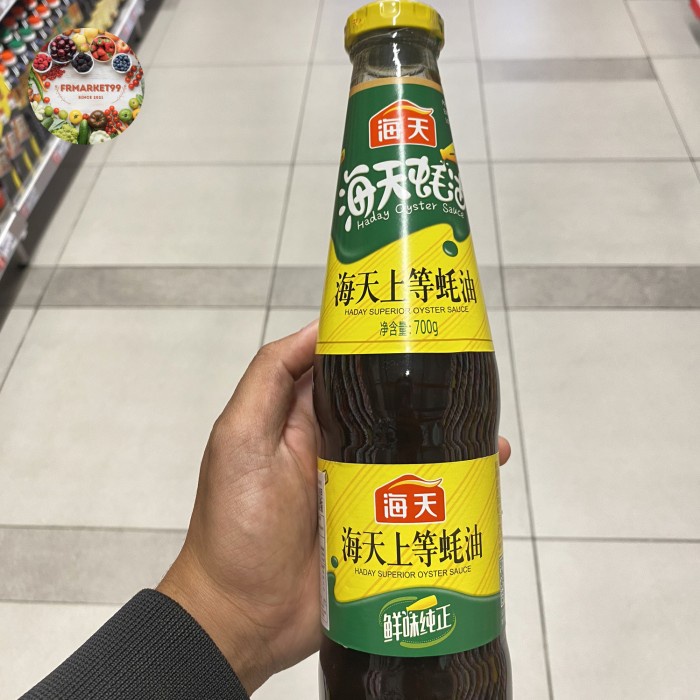 FRMARKET99
海天
海天蚝油
Haday Oyster Sauce
海天上等蚝油
HADAY SUPERIOR OYSTER SAUCE
净含量: 700g
海天
海天上等蚝油
HADAY SUPERIOR OYSTER SAUCE
鲜味纯正